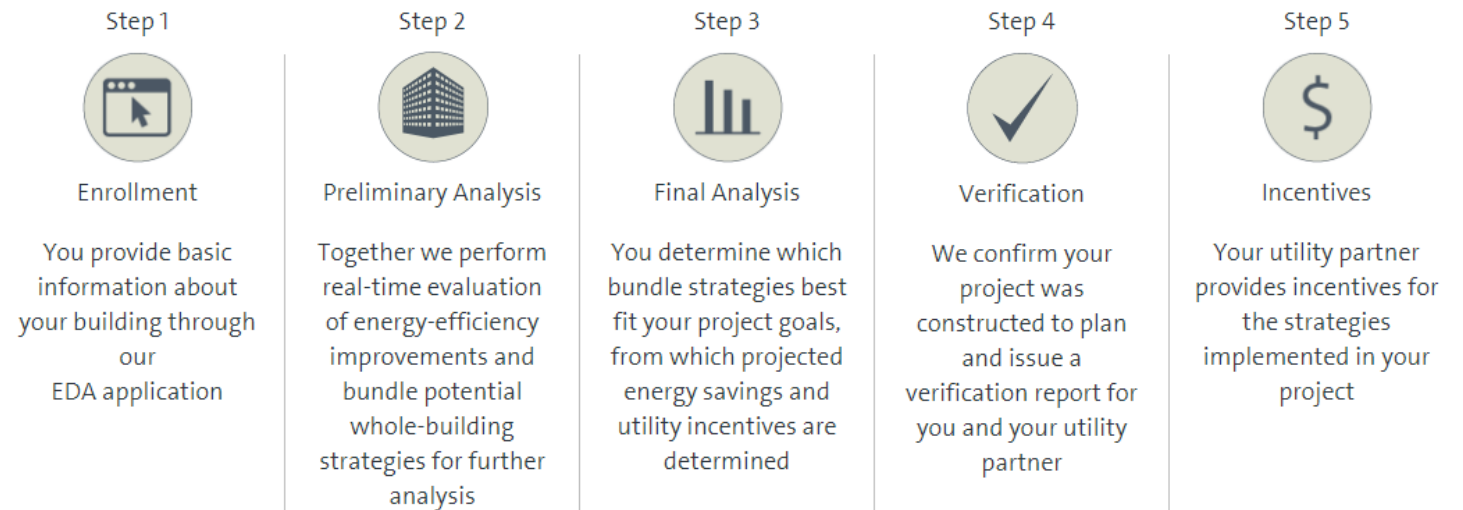 Step 1
Enrollment
You provide basic
information about
your building through
our
EDA application
Step 2
Preliminary Analysis
Together we perform
real-time evaluation
of energy-efficiency
improvements and
bundle potential
whole-building
strategies for further
analysis
Step 3
Final Analysis
You determine which
bundle strategies best
fit your project goals,
from which projected
energy savings and
utility incentives are
determined
Step 4
Verification
We confirm your
project was
constructed to plan
and issue a
verification report for
you and your utility
partner
Step 5
$
Incentives
Your utility partner
provides incentives for
the strategies
implemented in your
project